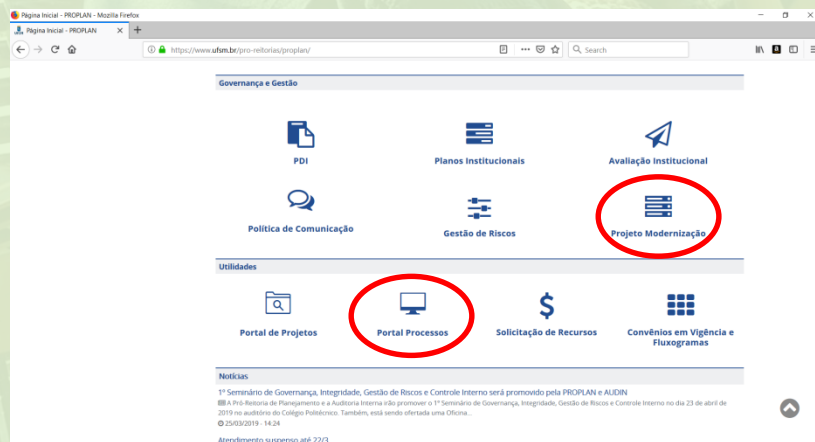 Página Inicial - PROPLAN - Mozilla Firefox
Página Inicial - PROPLAN
https://www.ufsm.br/pro-reitorias/proplan/
Search
Governança e Gestão
PDI
Planos Institucionais
Avaliação Institucional
Política de Comunicação
Gestão de Riscos
Projeto Modernização
Utilidades
Portal de Projetos
Portal Processos
Solicitação de Recursos
Convênios em Vigência e
Fluxogramas
Notícias
1º Seminário de Governança, Integridade, Gestão de Riscos e Controle Interno será promovido pela PROPLAN e AUDIN
A Pró-Reitoria de Planejamento e a Auditoria Interna irão promover o 1º Seminário de Governança, Integridade, Gestão de Riscos e Controle Interno no dia 23 de abril de
2019 no auditório do Colégio Politécnico. Também, está sendo ofertada uma Oficina...
25/03/2019 - 14:24
Atendimento suspenso até 22/3